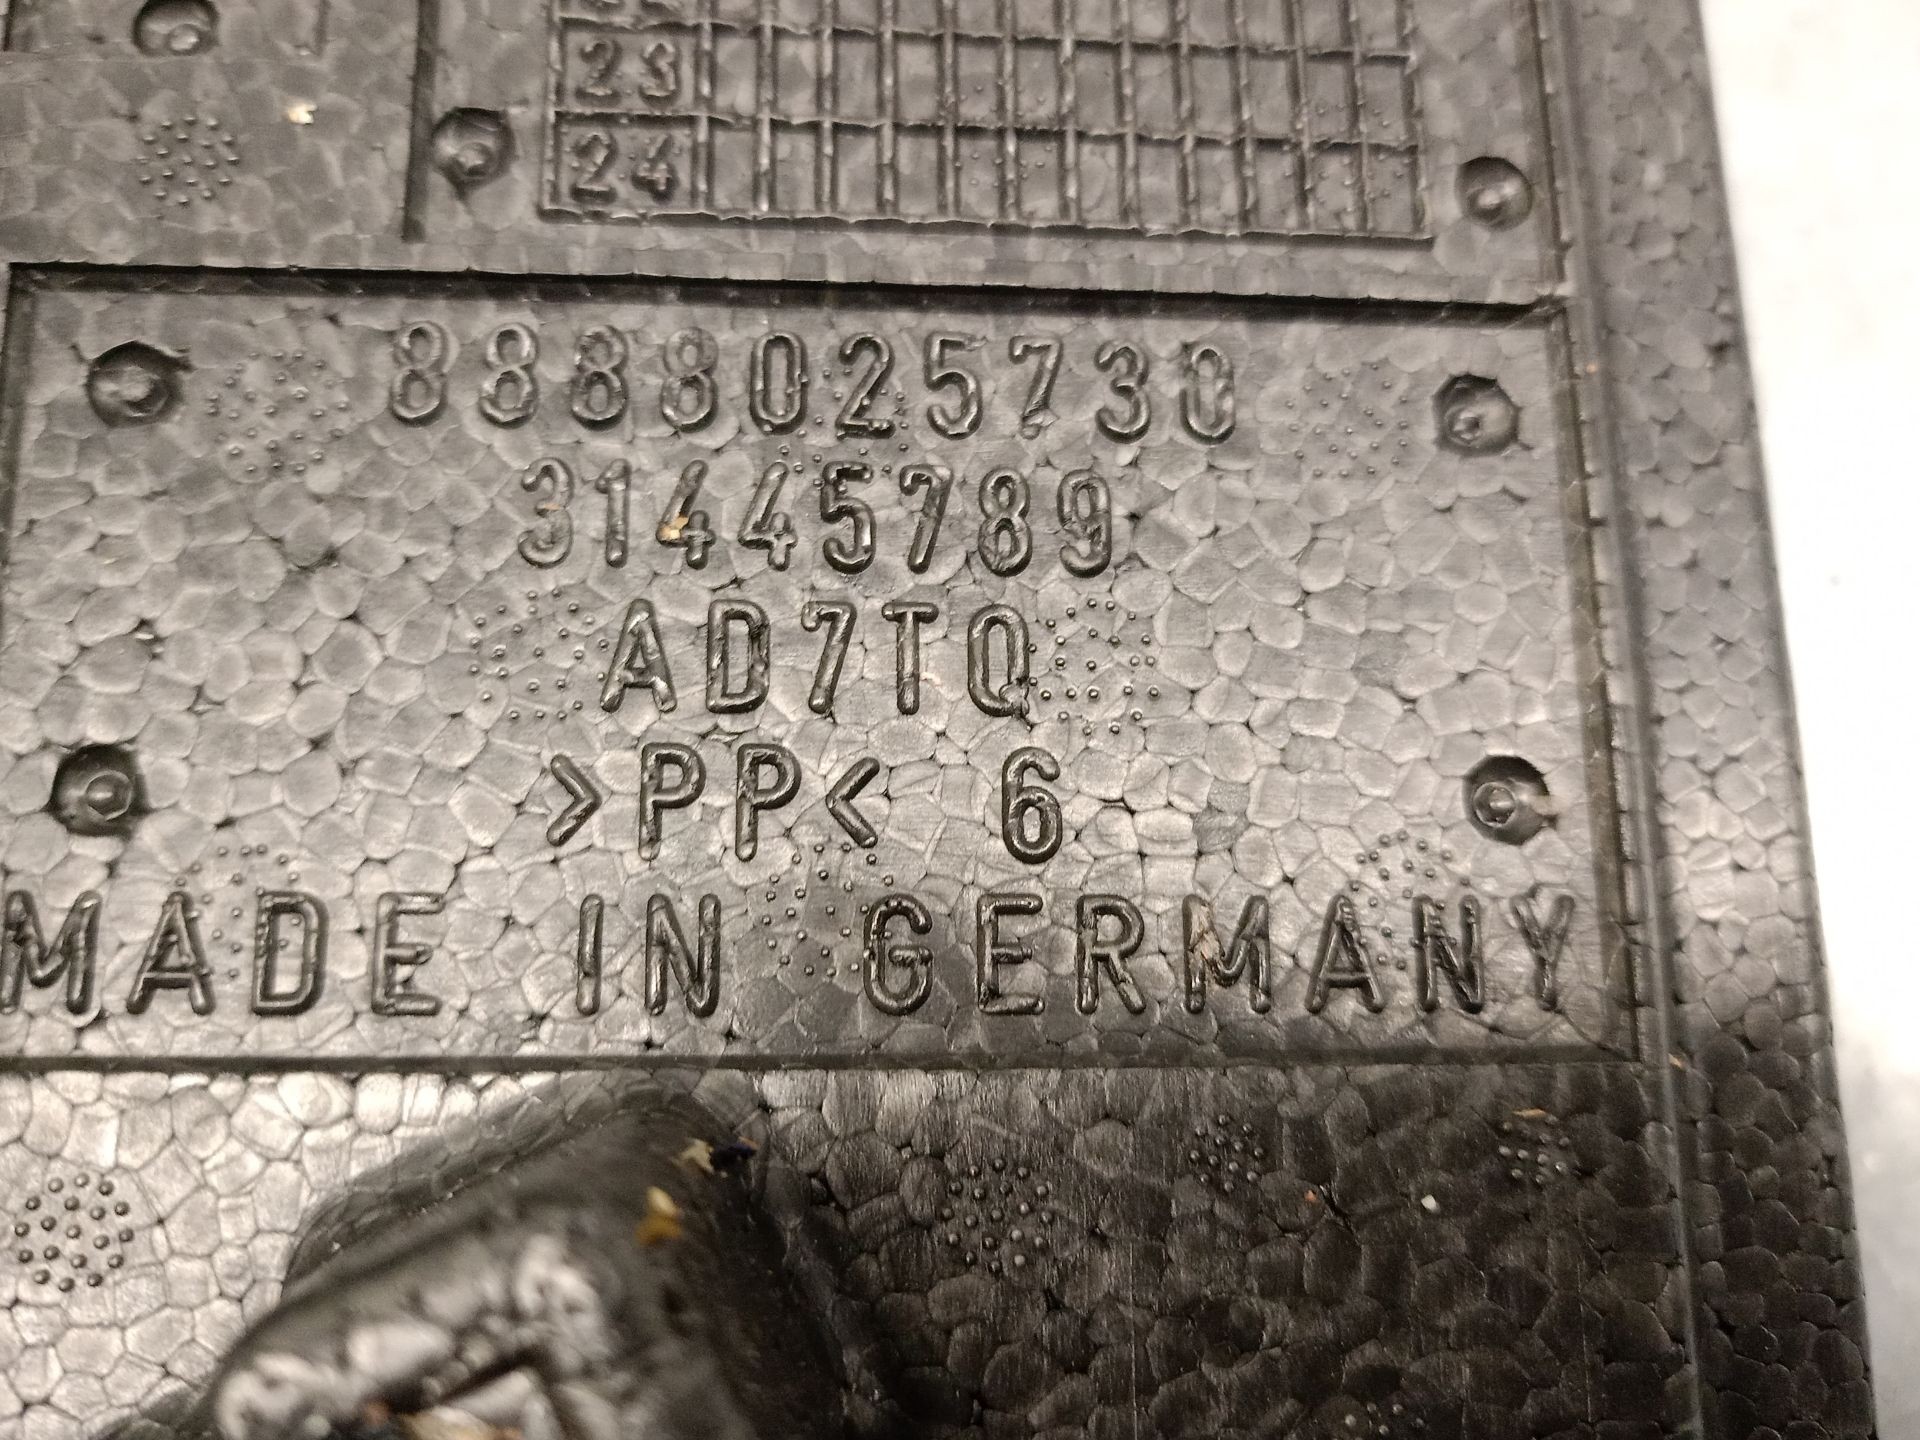 23
24
8888025730
31445789
AD7TQ
>PP< 6
MADE IN GERMANY